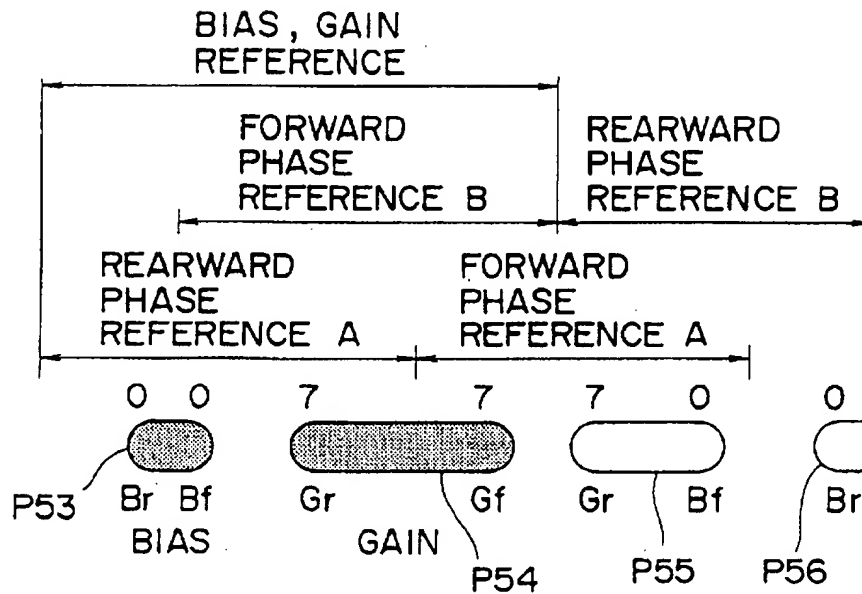 BIAS, GAIN
REFERENCE
FORWARD
PHASE
REFERENCE B
REARWARD
PHASE
REFERENCE B
REARWARD
PHASE
REFERENCE A
FORWARD
PHASE
REFERENCE A
0 0 7 7 7 0 0
P53 Br Bf Gr Gf Gr Bf Br
BIAS GAIN
P54 P55 P56